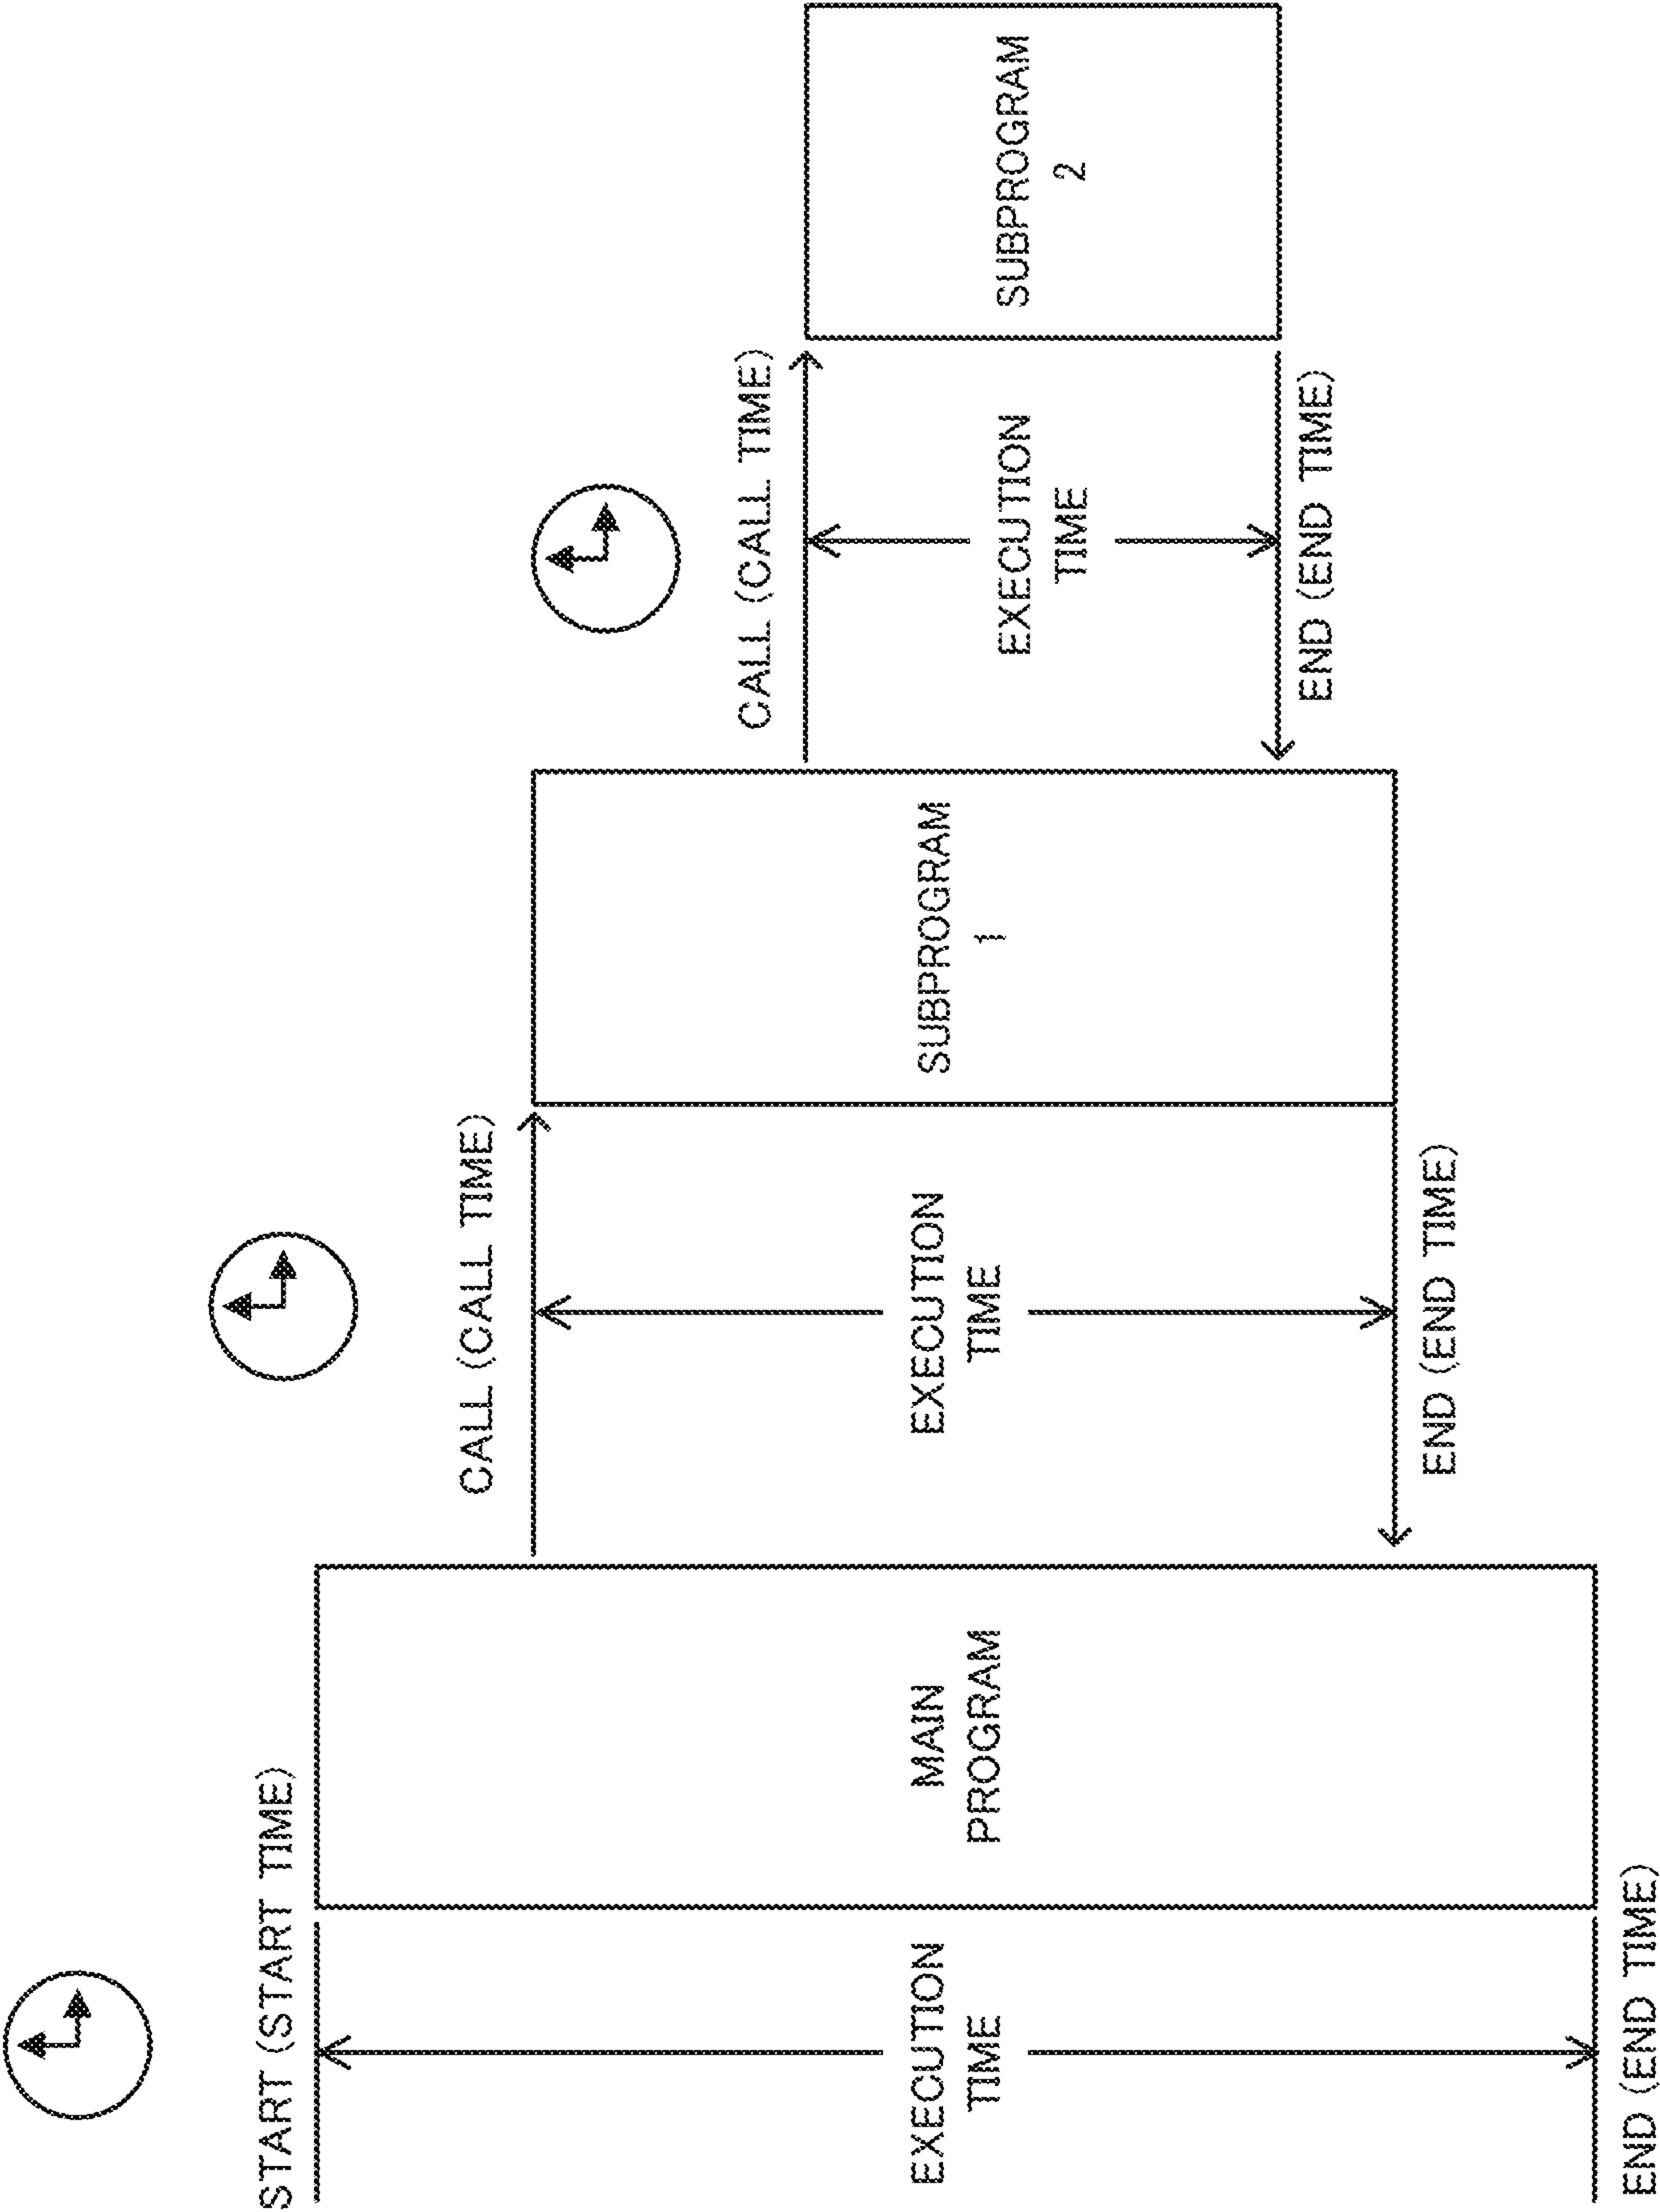 START (START TIME)
EXECUTION
TIME
END (END TIME)
MAIN
PROGRAM
CALL (CALL TIME)
EXECUTION
TIME
END (END TIME)
SUBPROGRAM
1
CALL (CALL TIME)
EXECUTION
TIME
END (END TIME)
SUBPROGRAM
2